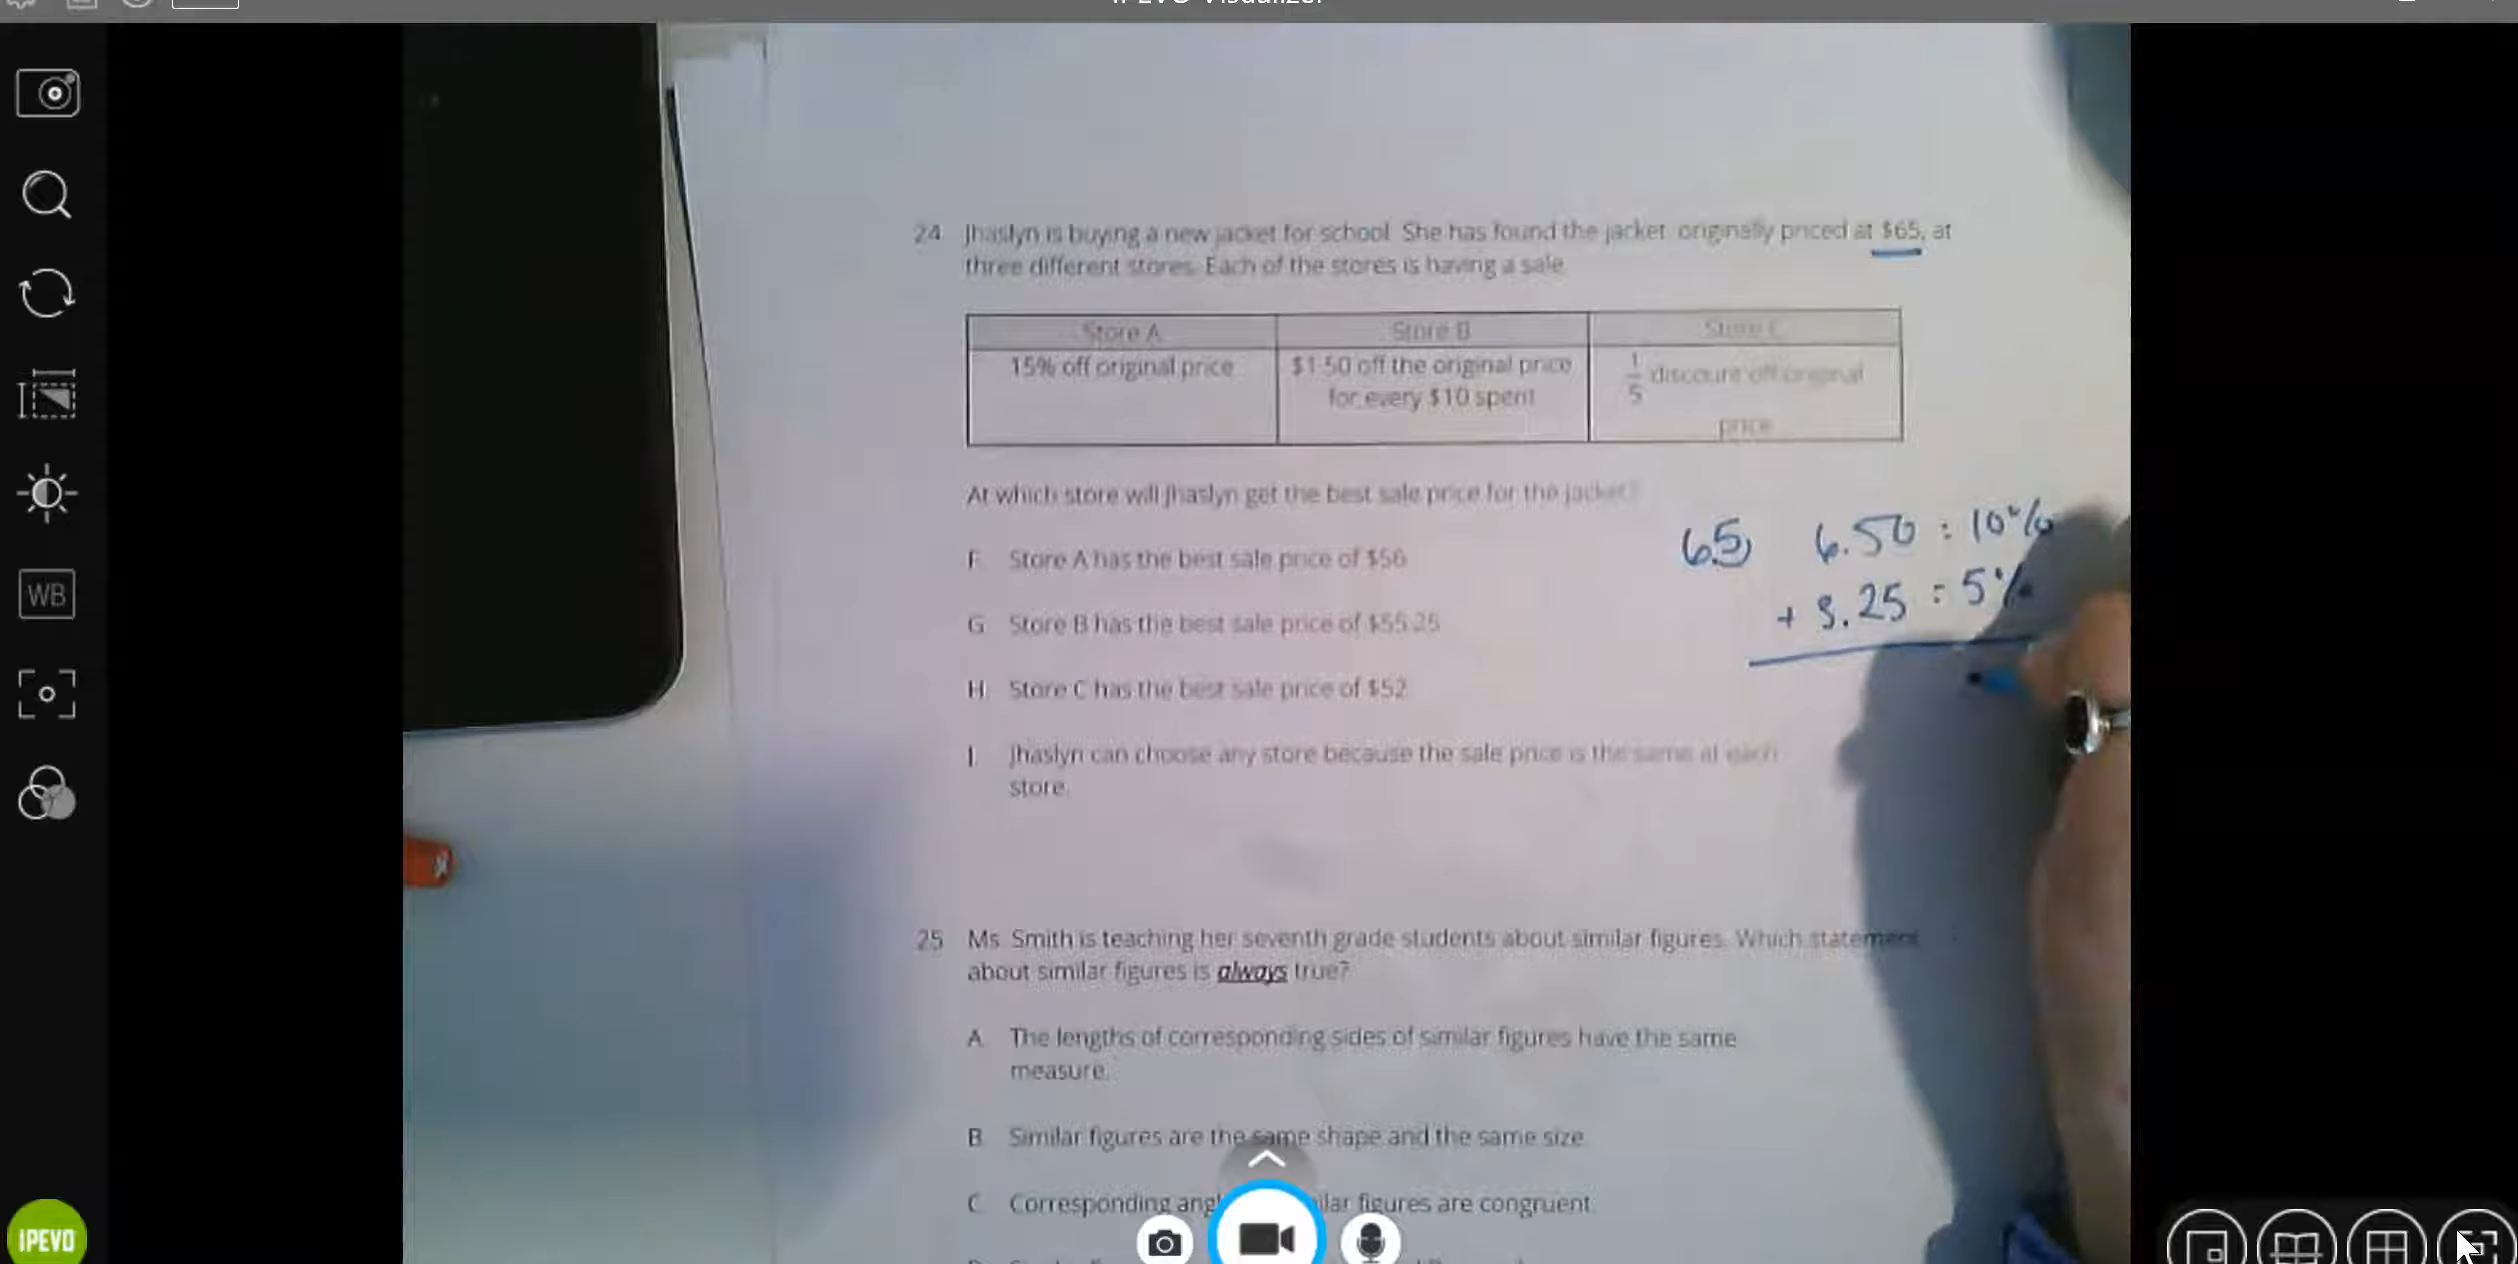 24 Jhaslyn is buying a new jacket for school. She has found the jacket, originally priced at $65, at
three different stores. Each of the stores is having a sale.
Store A Store B Store C
15% off original price $1.50 off the original price 1/5 discount off original
for every $10 spent price
At which store will Jhaslyn get the best sale price for the jacket?
65 6.50 : 10%
F. Store A has the best sale price of $56
+ 3.25 : 5%
G. Store B has the best sale price of $55.25
H. Store C has the best sale price of $52
I. Jhaslyn can choose any store because the sale price is the same at each
store.
25 Ms. Smith is teaching her seventh grade students about similar figures. Which statement
about similar figures is always true?
A. The lengths of corresponding sides of similar figures have the same
measure.
B. Similar figures are the same shape and the same size.
C. Corresponding figures are congruent.
WB
iPEVO